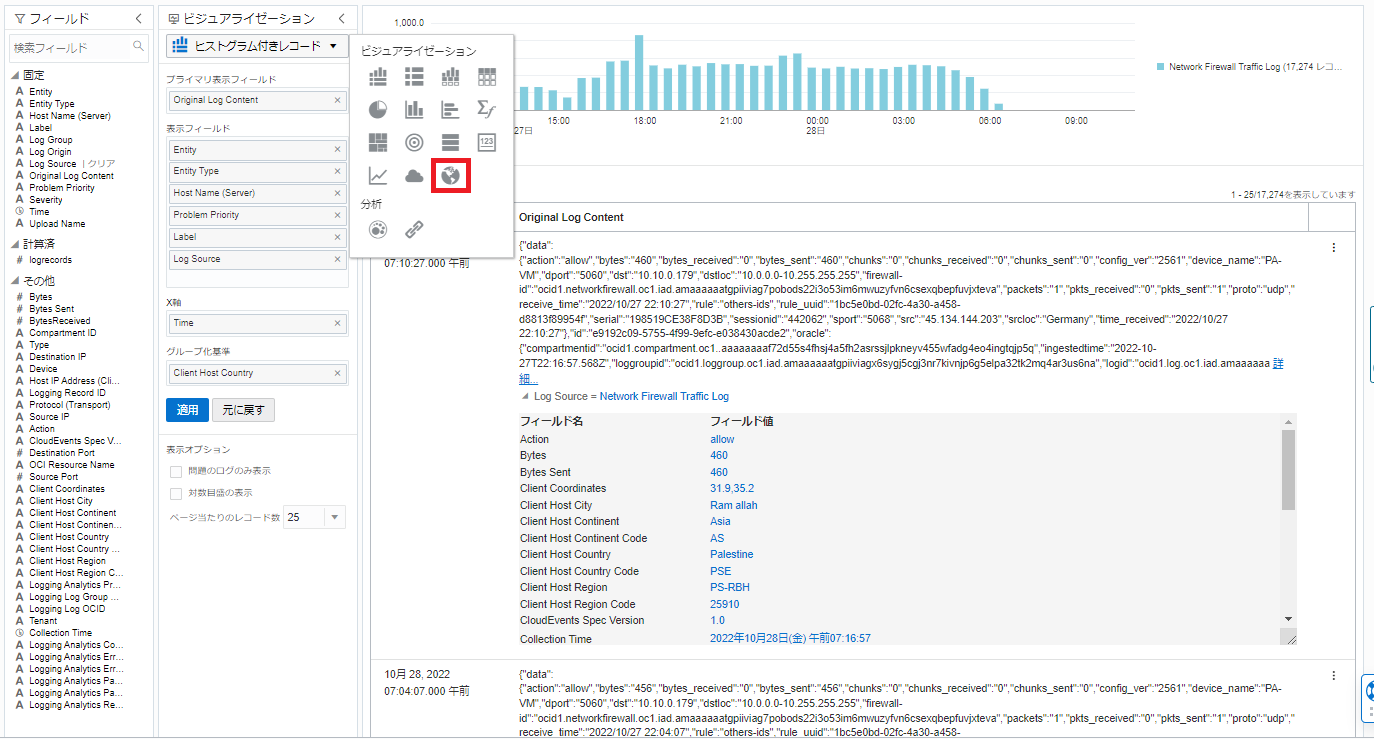 フィールド
検索フィールド
固定
A Entity
A Entity Type
A Host Name (Server)
A Label
A Log Group
A Log Origin
A Log Source | クリア
A Original Log Content
A Problem Priority
A Severity
Time
A Upload Name
計算済
# logrecords
その他
# Bytes
# Bytes Sent
# BytesReceived
A Compartment ID
A Type
A Destination IP
A Device
A Host IP Address (Cli...
A Logging Record ID
A Protocol (Transport)
A Source IP
A Action
A CloudEvents Spec V...
# Destination Port
A OCI Resource Name
# Source Port
A Client Coordinates
A Client Host City
A Client Host Continent
A Client Host Continen...
A Client Host Country
A Client Host Country ...
A Client Host Region
A Client Host Region C...
A Logging Analytics Pr...
A Logging Log Group ...
A Logging Log OCID
A Tenant
Collection Time
A Logging Analytics Co...
A Logging Analytics Err...
A Logging Analytics Err...
A Logging Analytics Pa...
A Logging Analytics Pa...
A Logging Analytics Re...
ビジュアライゼーション
ヒストグラム付きレコード
プライマリ表示フィールド
Original Log Content ×
表示フィールド
Entity ×
Entity Type ×
Host Name (Server) ×
Problem Priority ×
Label ×
Log Source ×
X軸
Time ×
グループ化基準
Client Host Country ×
適用
元に戻す
表示オプション
問題のログのみ表示
対数目盛の表示
ページ当たりのレコード数 25
ビジュアライゼーション
123
分析
1,000.0
15:00 18:00 21:00 00:00 03:00 06:00 09:00
27日 28日
Network Firewall Traffic Log (17,274 レコ...
1 - 25/17,274を表示しています
Original Log Content
07:10:27.000 午前
{"data":
{"action":"allow","bytes":"460","bytes_received":"0","bytes_sent":"460","chunks":"0","chunks_received":"0","chunks_sent":"0","config_ver":"2561","device_name":"PA-
VM","dport":"5060","dst":"10.10.0.179","dstloc":"10.0.0.0-10.255.255.255","firewall-
id":"ocid1.networkfirewall.oc1.iad.amaaaaaatgpiiviag7pobods22i3o53im6mwuzyfvn6csexqbepfuvjxteva","packets":"1","pkts_received":"0","pkts_sent":"1","proto":"udp",
"receive_time":"2022/10/27 22:10:27","rule":"others-ids","rule_uuid":"1bc5e0bd-02fc-4a30-a458-
d8813f89954f","serial":"198519CE38F8D3B","sessionid":"442062","sport":"5068","src":"45.134.144.203","srcloc":"Germany","time_received":"2022/10/27
22:10:27"},"id":"e9192c09-5755-4f99-9efc-e038430acde2","oracle":
{"compartmentid":"ocid1.compartment.oc1..aaaaaaaaf72d55s4fhsj4a5fh2asrssjlpkneyv455wfadg4eo4ingtqjp5q","ingestedtime":"2022-10-
27T22:16:57.568Z","loggroupid":"ocid1.loggroup.oc1.iad.amaaaaaatgpiiviagx6sygj5cgj3nr7kivnjp6g5elpa32tk2mq4ar3us6na","logid":"ocid1.log.oc1.iad.amaaaaaa 詳
細...
Log Source = Network Firewall Traffic Log
フィールド名 フィールド値
Action allow
Bytes 460
Bytes Sent 460
Client Coordinates 31.9,35.2
Client Host City Ram allah
Client Host Continent Asia
Client Host Continent Code AS
Client Host Country Palestine
Client Host Country Code PSE
Client Host Region PS-RBH
Client Host Region Code 25910
CloudEvents Spec Version 1.0
Collection Time 2022年10月28日(金) 午前07:16:57
10月 28, 2022
07:04:07.000 午前
{"data":
{"action":"allow","bytes":"456","bytes_received":"0","bytes_sent":"456","chunks":"0","chunks_received":"0","chunks_sent":"0","config_ver":"2561","device_name":"PA-
VM","dport":"5060","dst":"10.10.0.179","dstloc":"10.0.0.0-10.255.255.255","firewall-
id":"ocid1.networkfirewall.oc1.iad.amaaaaaatgpiiviag7pobods22i3o53im6mwuzyfvn6csexqbepfuvjxteva","packets":"1","pkts_received":"0","pkts_sent":"1","proto":"udp",
"receive_time":"2022/10/27 22:04:07","rule":"others-ids","rule_uuid":"1bc5e0bd-02fc-4a30-a458-